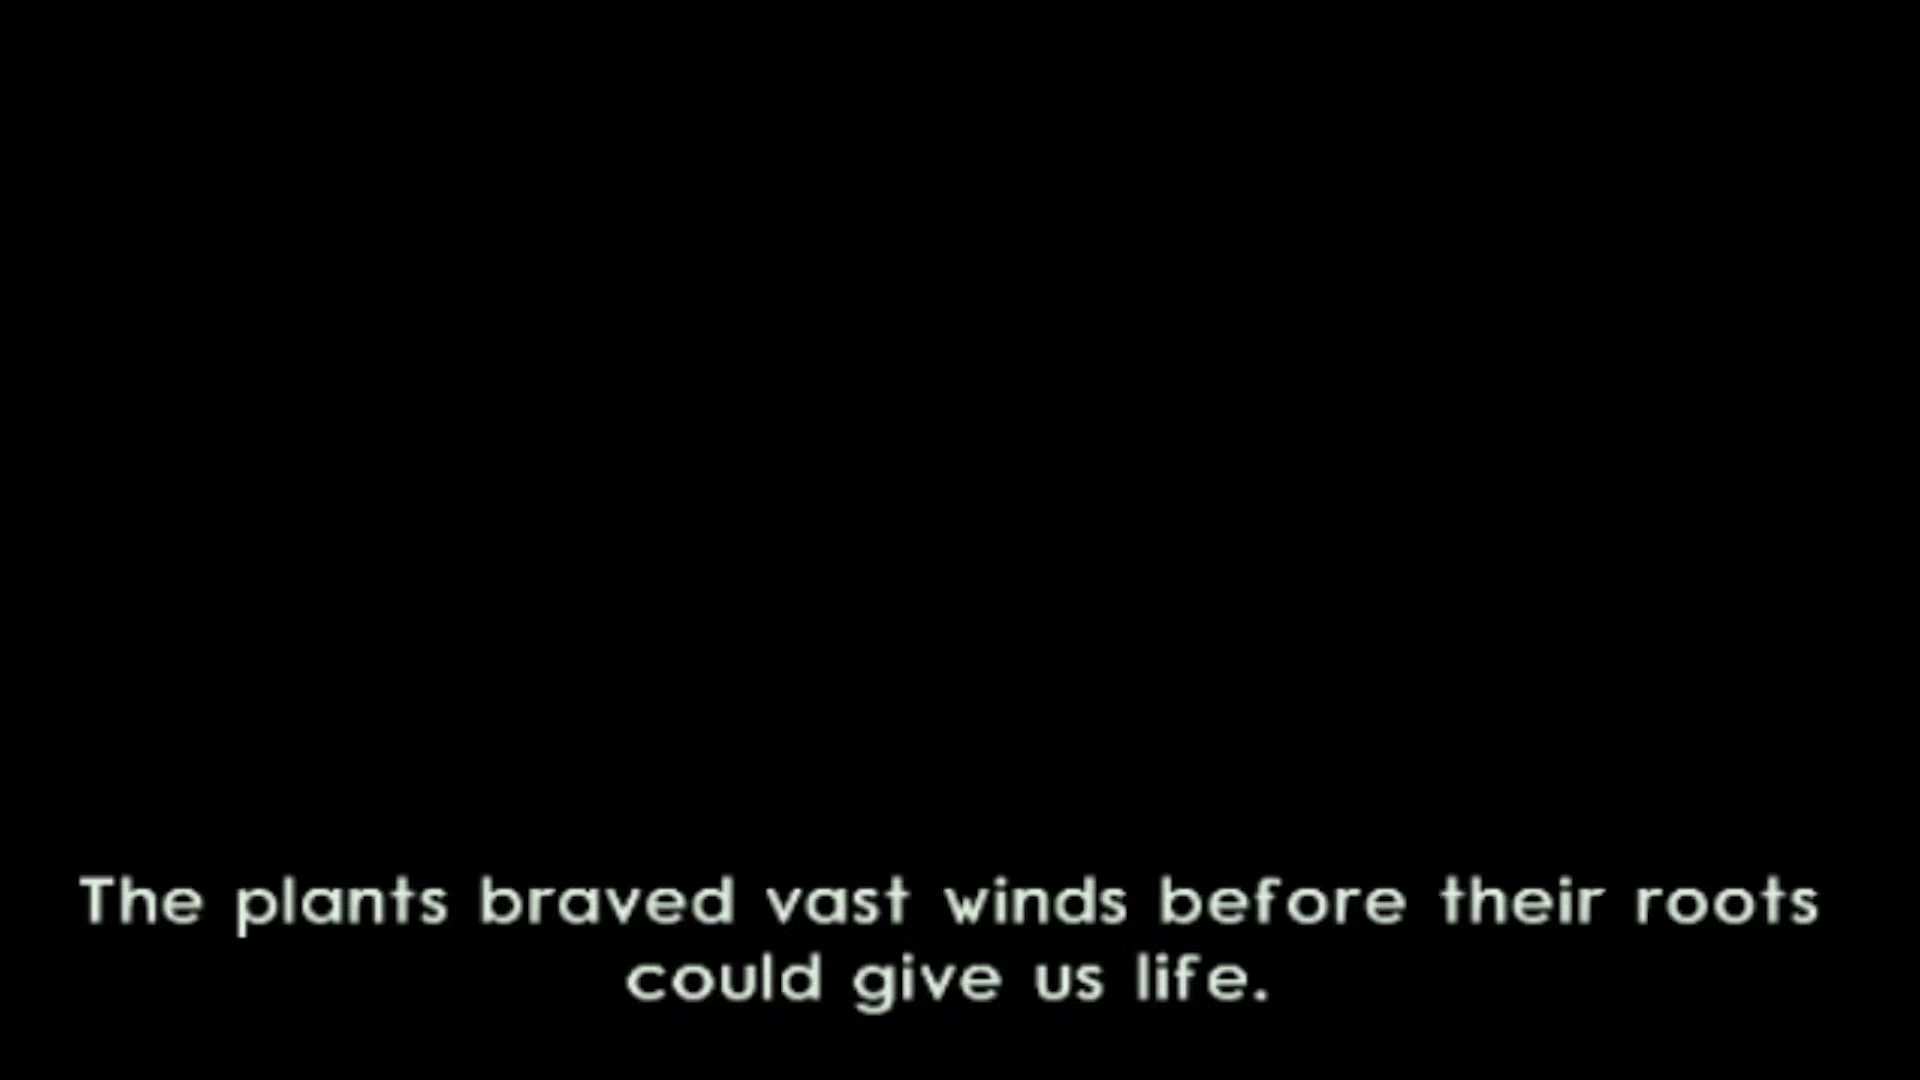 The plants braved vast winds before their roots
could give us life.